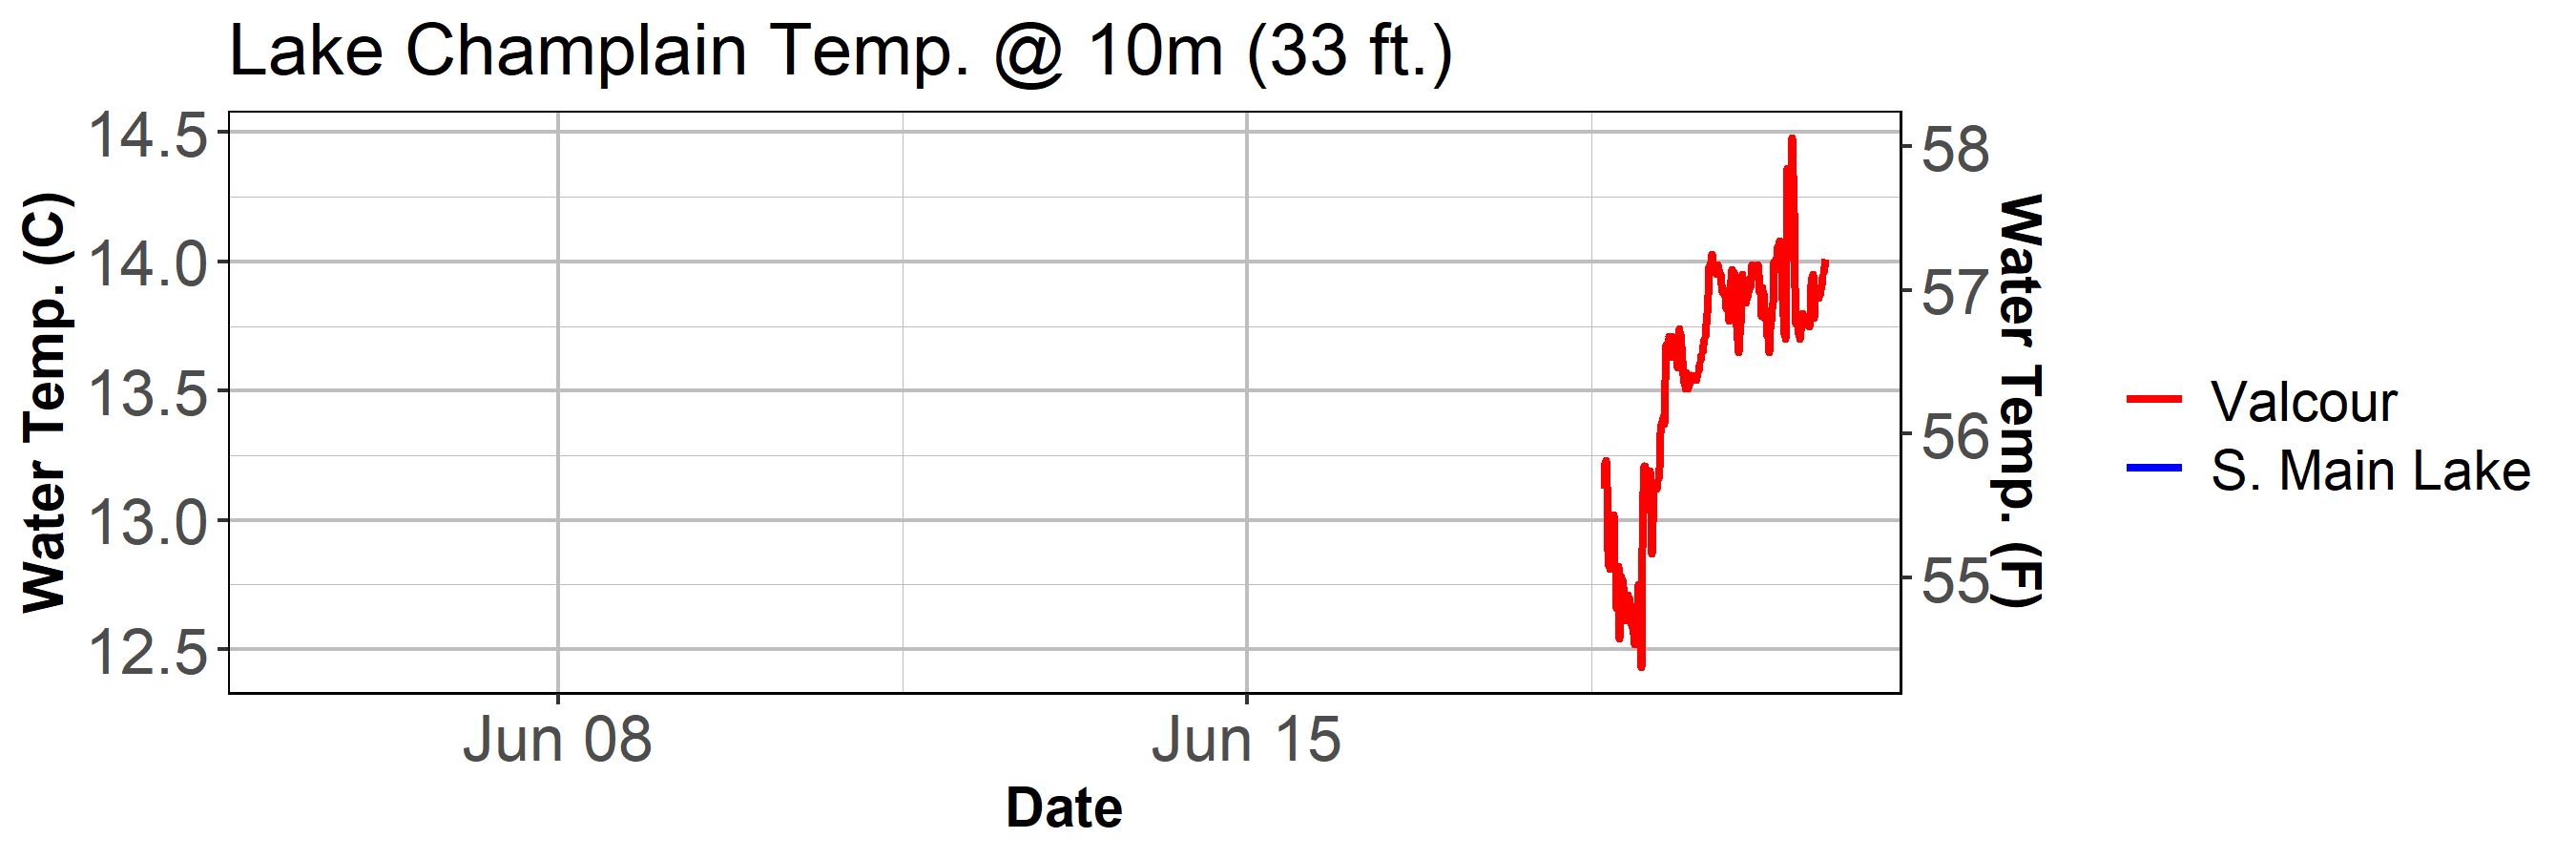 Lake Champlain Temp. @ 10m (33 ft.)
Water Temp. (C)
14.5
14.0
13.5
13.0
12.5
58
57
56
55
Water Temp. (F)
Jun 08
Jun 15
Date
Valcour
S. Main Lake